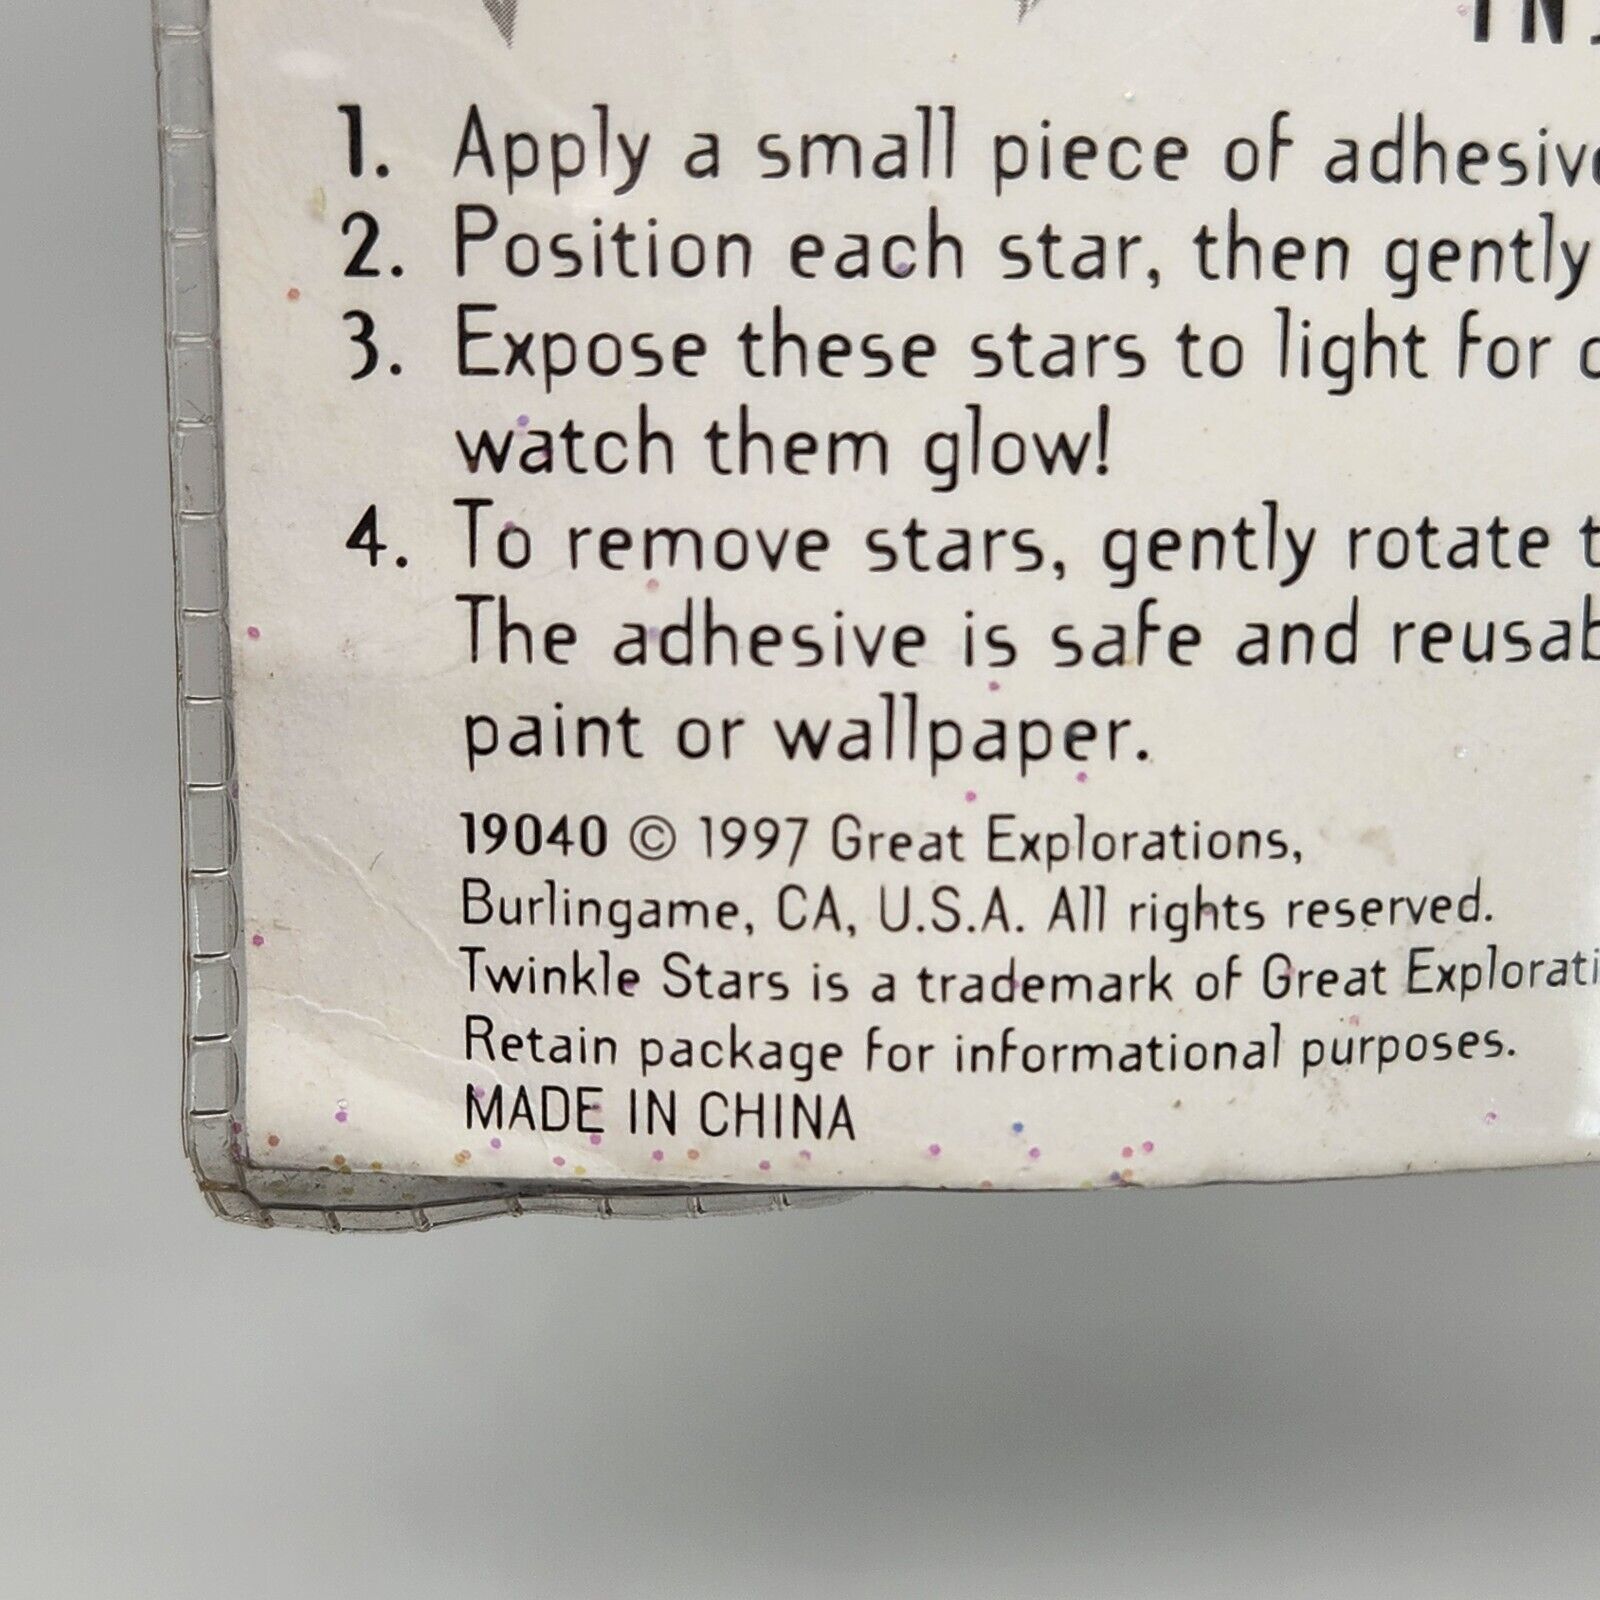 1. Apply a small piece of adhesive
2. Position each star, then gently
3. Expose these stars to light for
watch them glow!
4. To remove stars, gently rotate
The adhesive is safe and
paint or wallpaper.
19040 © 1997 Great Explorations,
Burlingame, CA, U.S.A. All rights reserved.
Twinkle Stars is a trademark of Great
Retain package for informational purposes.
MADE IN CHINA